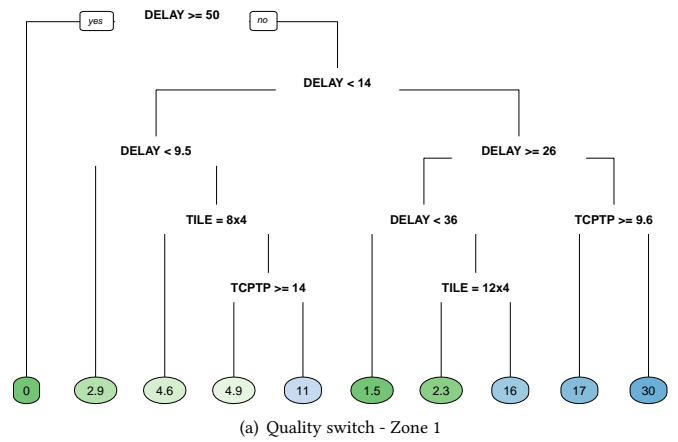 DELAY >= 50
yes
no
DELAY < 14
DELAY < 9.5
DELAY >= 26
TILE = 8x4
DELAY < 36
TCPTP >= 9.6
TCPTP >= 14
TILE = 12x4
0
2.9
4.6
4.9
11
1.5
2.3
16
17
30
(a) Quality switch - Zone 1